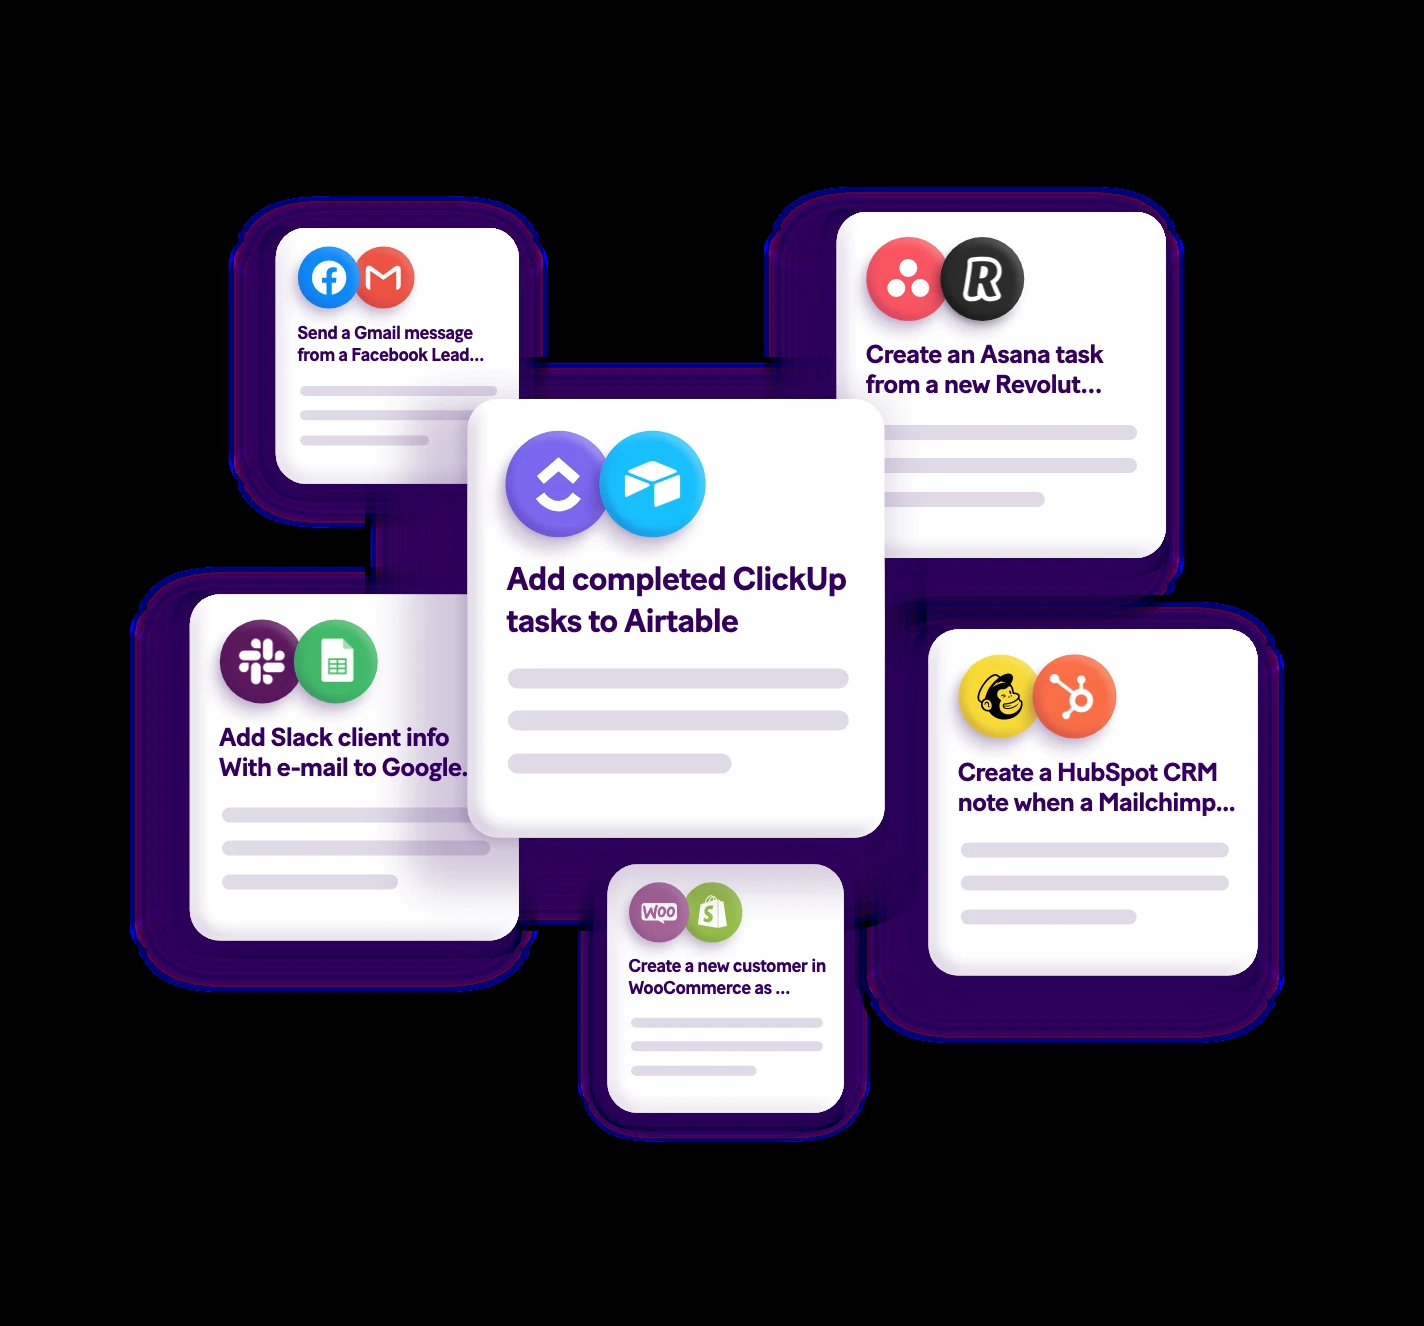 Send a Gmail message
from a Facebook Lead...
Create an Asana task
from a new Revolut...
Add completed ClickUp
tasks to Airtable
Add Slack client info
With e-mail to Google.
Create a HubSpot CRM
note when a Mailchimp...
WOO
Create a new customer in
WooCommerce as ...